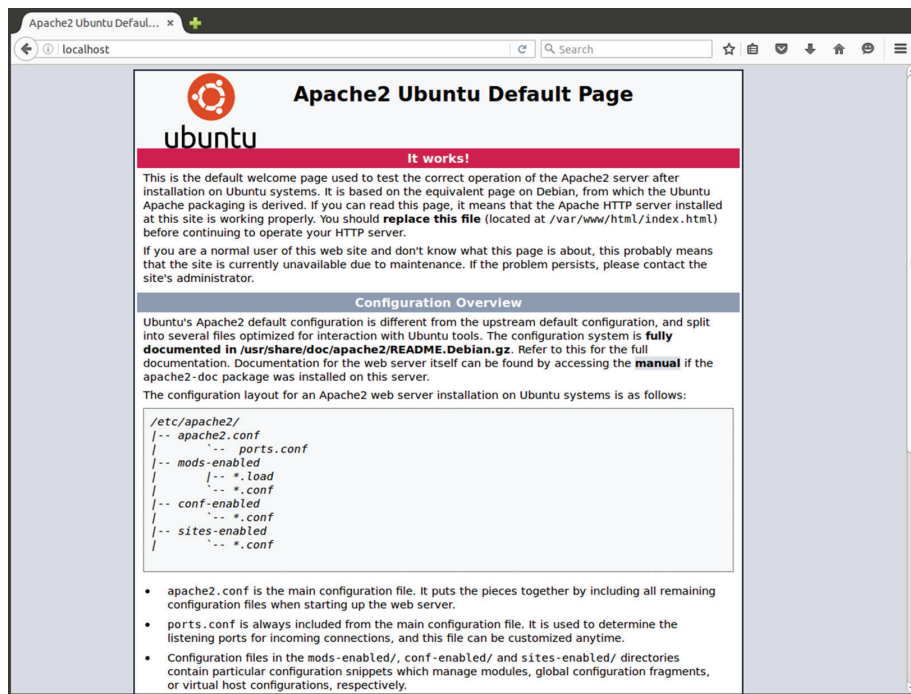 Apache2 Ubuntu Defaul... ×
localhost
Search
ubuntu
Apache2 Ubuntu Default Page
It works!
This is the default welcome page used to test the correct operation of the Apache2 server after
installation on Ubuntu systems. It is based on the equivalent page on Debian, from which the Ubuntu
Apache packaging is derived. If you can read this page, it means that the Apache HTTP server installed
at this site is working properly. You should replace this file (located at /var/www/html/index.html)
before continuing to operate your HTTP server.
If you are a normal user of this web site and don't know what this page is about, this probably means
that the site is currently unavailable due to maintenance. If the problem persists, please contact the
site's administrator.
Configuration Overview
Ubuntu's Apache2 default configuration is different from the upstream default configuration, and split
into several files optimized for interaction with Ubuntu tools. The configuration system is fully
documented in /usr/share/doc/apache2/README.Debian.gz. Refer to this for the full
documentation. Documentation for the web server itself can be found by accessing the manual if the
apache2-doc package was installed on this server.
The configuration layout for an Apache2 web server installation on Ubuntu systems is as follows:
/etc/apache2/
|-- apache2.conf
|       `--  ports.conf
|-- mods-enabled
|       |-- *.load
|       `-- *.conf
|-- conf-enabled
|       `-- *.conf
|-- sites-enabled
|       `-- *.conf
• apache2.conf is the main configuration file. It puts the pieces together by including all remaining
configuration files when starting up the web server.
• ports.conf is always included from the main configuration file. It is used to determine the
listening ports for incoming connections, and this file can be customized anytime.
• Configuration files in the mods-enabled/, conf-enabled/ and sites-enabled/ directories
contain particular configuration snippets which manage modules, global configuration fragments,
or virtual host configurations, respectively.